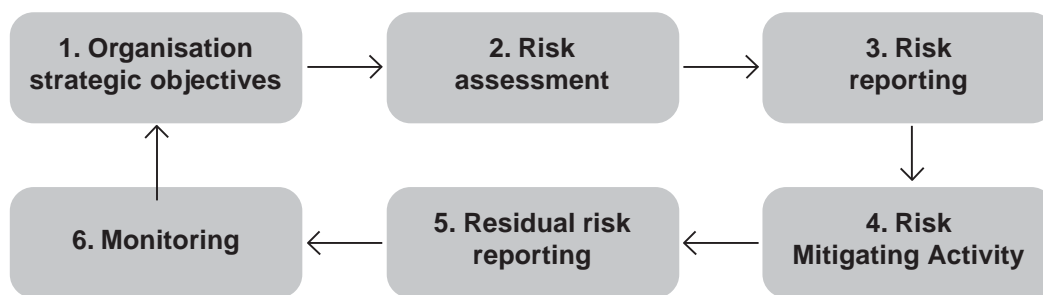 1. Organisation
strategic objectives
2. Risk
assessment
3. Risk
reporting
6. Monitoring
5. Residual risk
reporting
4. Risk
Mitigating Activity